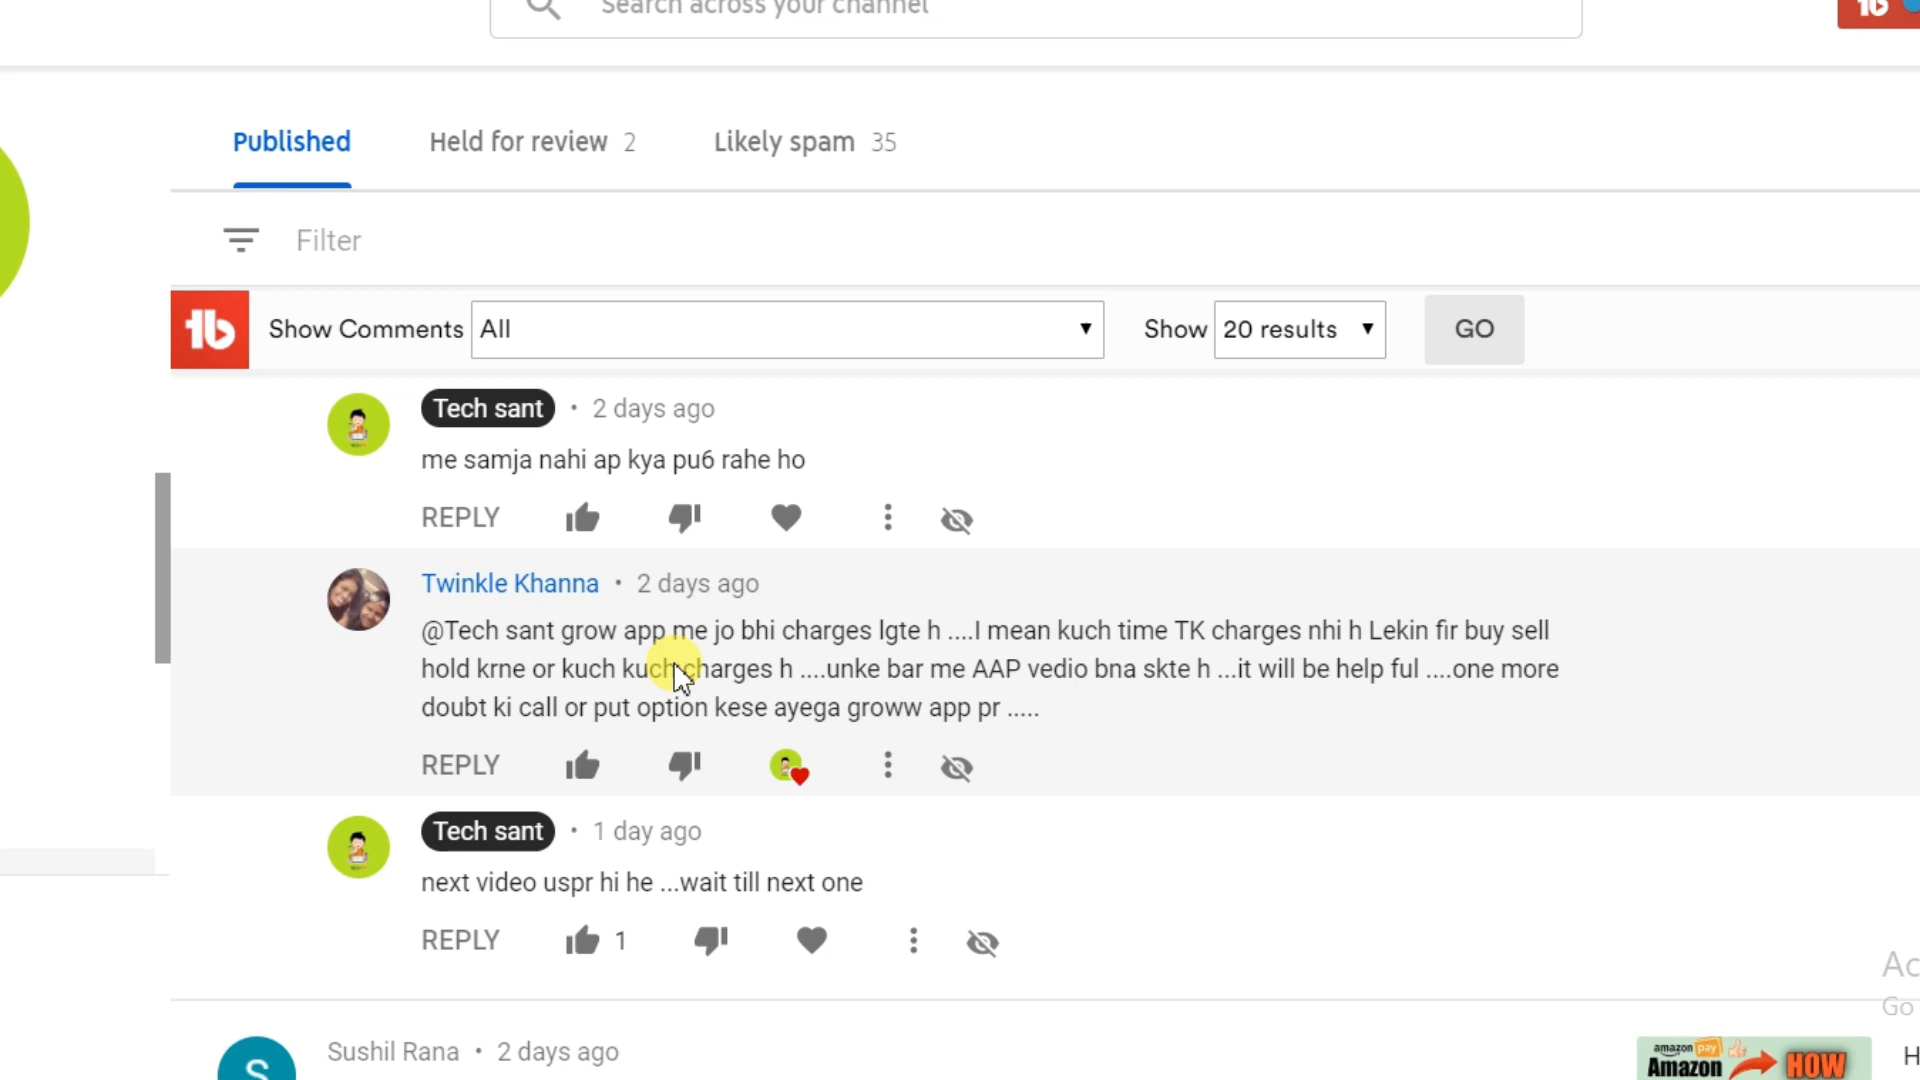 Search across your channel
Published Held for review 2 Likely spam 35
Filter
Show Comments All Show 20 results GO
Tech sant • 2 days ago
me samja nahi ap kya pu6 rahe ho
REPLY
Twinkle Khanna • 2 days ago
@Tech sant grow app me jo bhi charges lgte h ....I mean kuch time TK charges nhi h Lekin fir buy sell
hold krne or kuch kuch charges h ....unke bar me AAP vedio bna skte h ...it will be help ful ....one more
doubt ki call or put option kese ayega groww app pr .....
REPLY
Tech sant • 1 day ago
next video uspr hi he ...wait till next one
REPLY 1
Ac
Go
S
Sushil Rana • 2 days ago
amazon pay
Amazon HOW
H